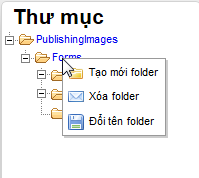 Thư mục
PublishingImages
Forms
Tạo mới folder
Xóa folder
Đổi tên folder